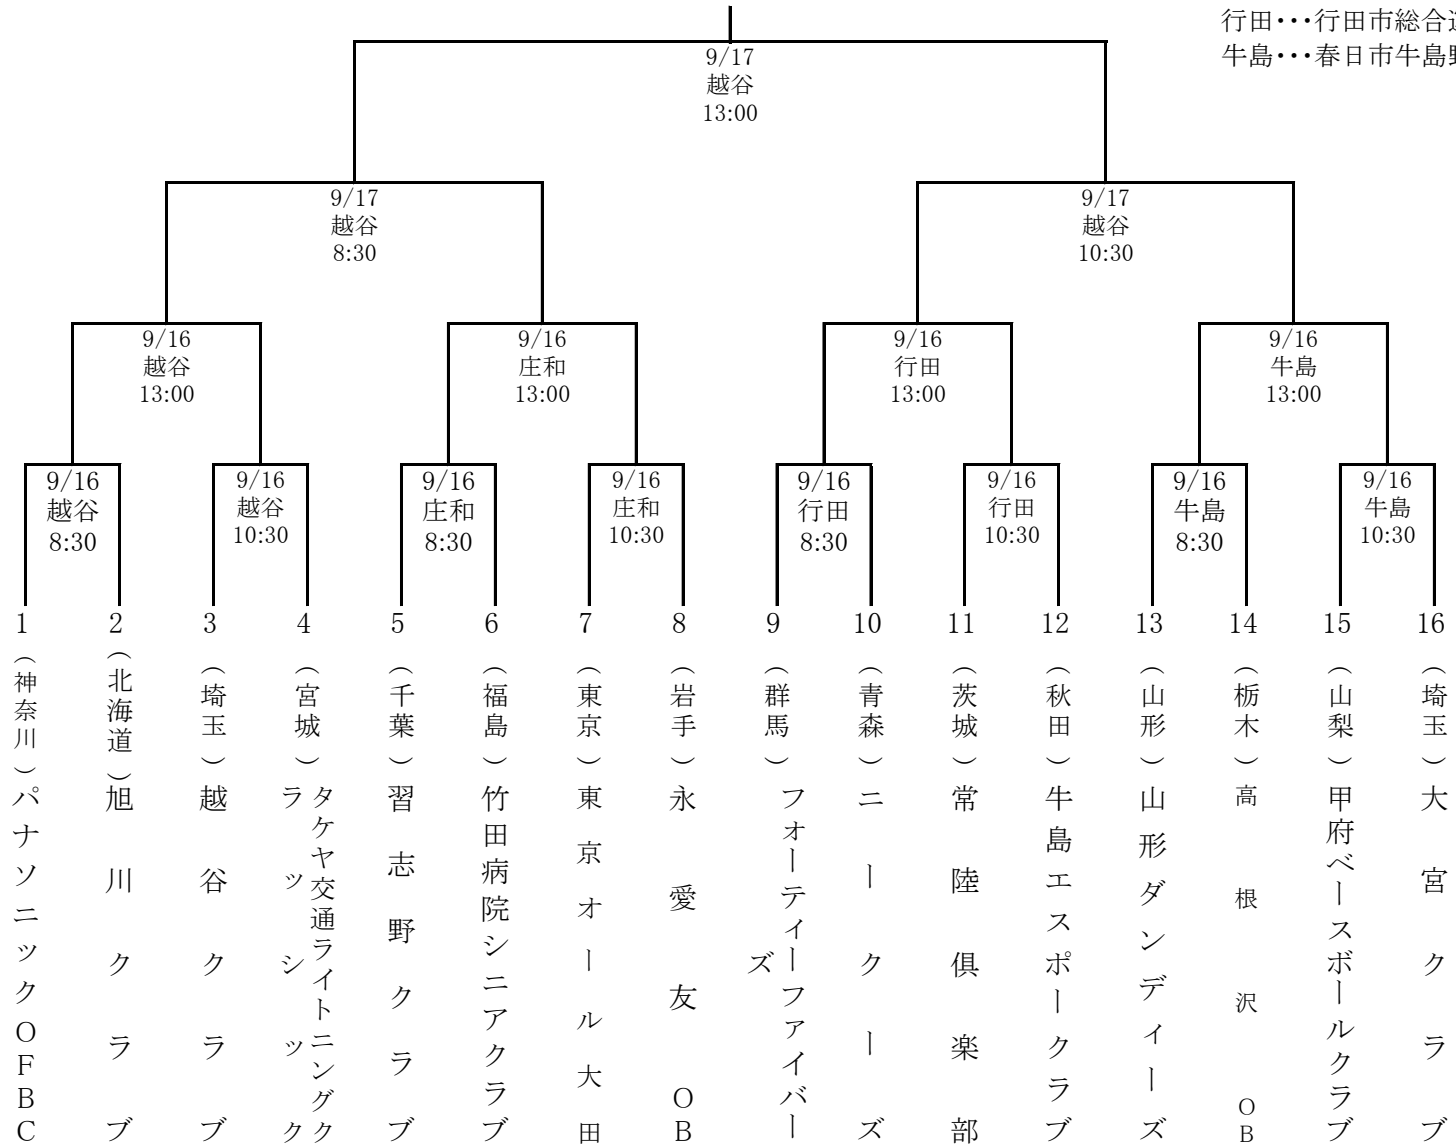 行田・・・行田市総合
牛島・・・春日市牛島
9/17
越谷
13:00
9/17
越谷
8:30
9/17
越谷
10:30
9/16
越谷
13:00
9/16
庄和
13:00
9/16
行田
13:00
9/16
牛島
13:00
9/16
越谷
8:30
9/16
越谷
10:30
9/16
庄和
8:30
9/16
庄和
10:30
9/16
行田
8:30
9/16
行田
10:30
9/16
牛島
8:30
9/16
牛島
10:30
1
（神奈川）パナソニックOFBC
2
（北海道）旭川クラブ
3
（埼玉）越谷クラブ
4
（宮城）タケヤ交通ライトニングク
ラッシック
5
（千葉）習志野クラブ
6
（福島）竹田病院シニアクラブ
7
（東京）東京オール大田
8
（岩手）永愛友OB
9
（群馬）フォーティーファイバー
ズ
10
（青森）ニークーズ
11
（茨城）常陸倶楽部
12
（秋田）牛島エスポークラブ
13
（山形）山形ダンディーズ
14
（栃木）高根沢OB
15
（山梨）甲府ベースボールクラブ
16
（埼玉）大宮クラブ